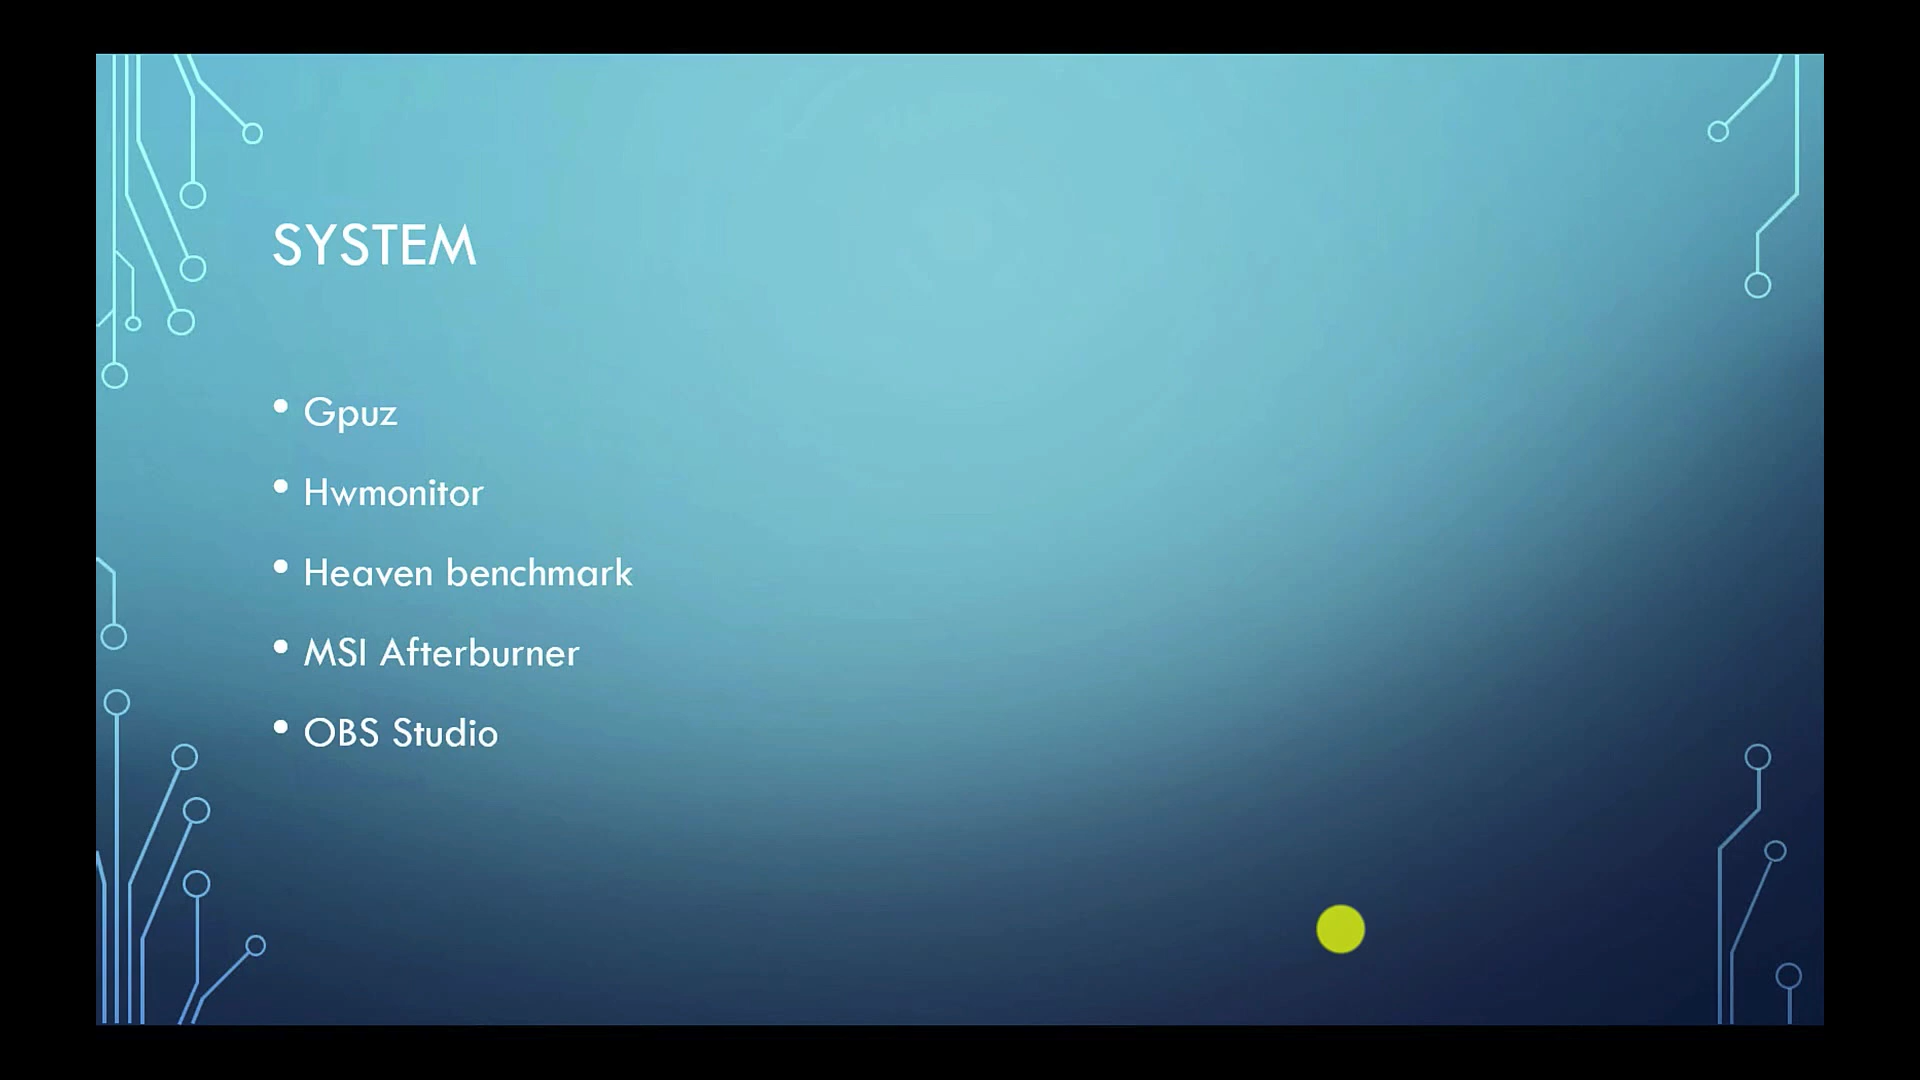 SYSTEM
• Gpuz
• Hwmonitor
• Heaven benchmark
• MSI Afterburner
• OBS Studio